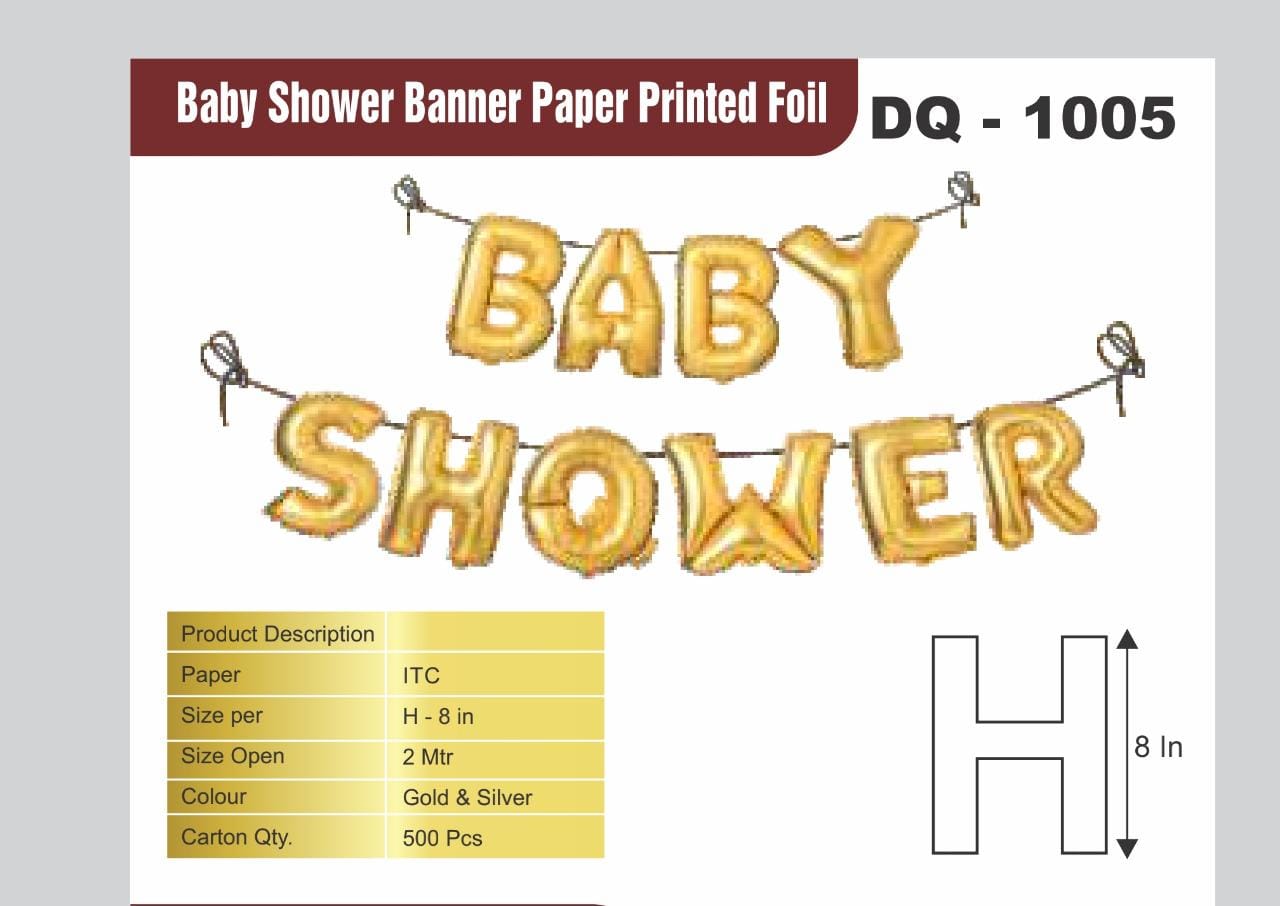 Baby Shower Banner Paper Printed Foil
DQ - 1005
BABY
SHOWER
Product Description
Paper ITC
Size per H - 8 in
Size Open 2 Mtr
Colour Gold & Silver
Carton Qty. 500 Pcs
H
8 In